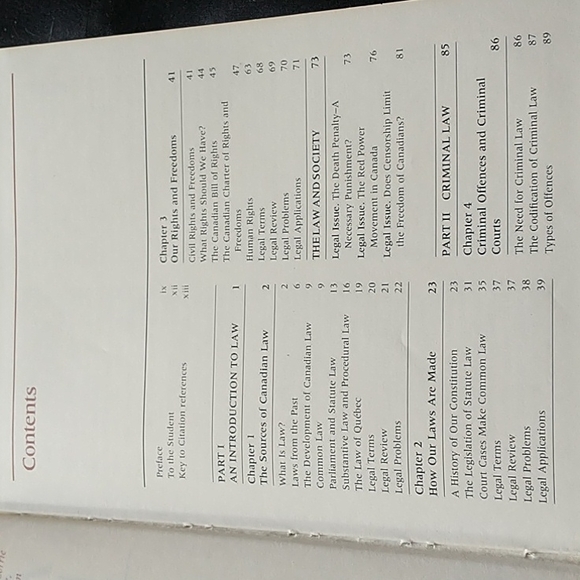 Contents
Preface ix
To the Student xii
Key to Citation references xiii
PART I
AN INTRODUCTION TO LAW 1
Chapter 1
The Sources of Canadian Law 2
What Is Law? 2
Laws from the Past 6
The Development of Canadian Law 9
Common Law 9
Parliament and Statute Law 13
Substantive Law and Procedural Law 16
The Law of Québec 19
Legal Terms 20
Legal Review 21
Legal Problems 22
Chapter 2
How Our Laws Are Made 23
A History of Our Constitution 23
The Legislation of Statute Law 31
Court Cases Make Common Law 35
Legal Terms 37
Legal Review 37
Legal Problems 38
Legal Applications 39
Chapter 3
Our Rights and Freedoms 41
Civil Rights and Freedoms 41
What Rights Should We Have? 44
The Canadian Bill of Rights 45
The Canadian Charter of Rights and
Freedoms 47
Human Rights 63
Legal Terms 68
Legal Review 69
Legal Problems 70
Legal Applications 71
THE LAW AND SOCIETY 73
Legal Issue. The Death Penalty—A
Necessary Punishment? 73
Legal Issue. The Red Power
Movement in Canada 76
Legal Issue. Does Censorship Limit
the Freedom of Canadians? 81
PART II CRIMINAL LAW 85
Chapter 4
Criminal Offences and Criminal
Courts 86
The Need for Criminal Law 86
The Codification of Criminal Law 87
Types of Offences 89